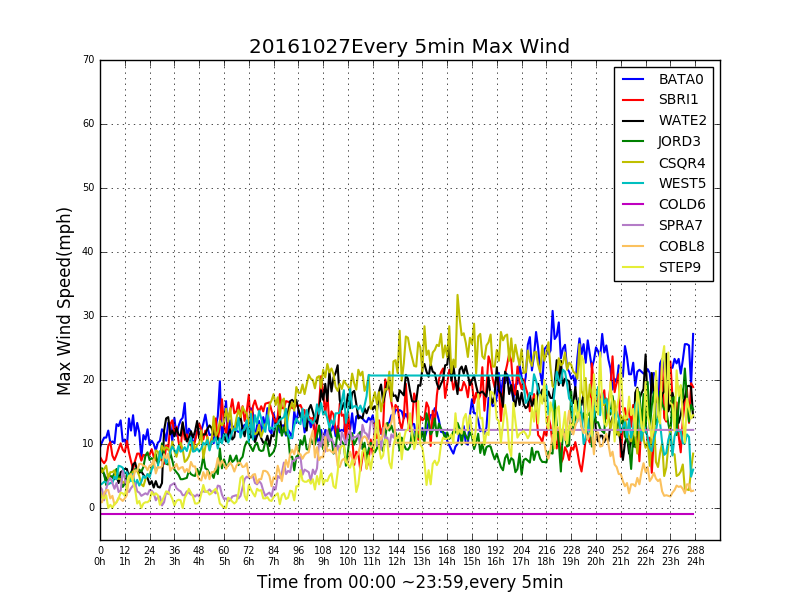 20161027Every 5min Max Wind
70
60
50
40
30
20
10
0
Max Wind Speed(mph)
BATA0
SBRI1
WATE2
JORD3
CSQR4
WEST5
COLD6
SPRA7
COBL8
STEP9
0 12 24 36 48 60 72 84 96 108 120 132 144 156 168 180 192 204 216 228 240 252 264 276 288
0h 1h 2h 3h 4h 5h 6h 7h 8h 9h 10h 11h 12h 13h 14h 15h 16h 17h 18h 19h 20h 21h 22h 23h 24h
Time from 00:00 ~23:59,every 5min